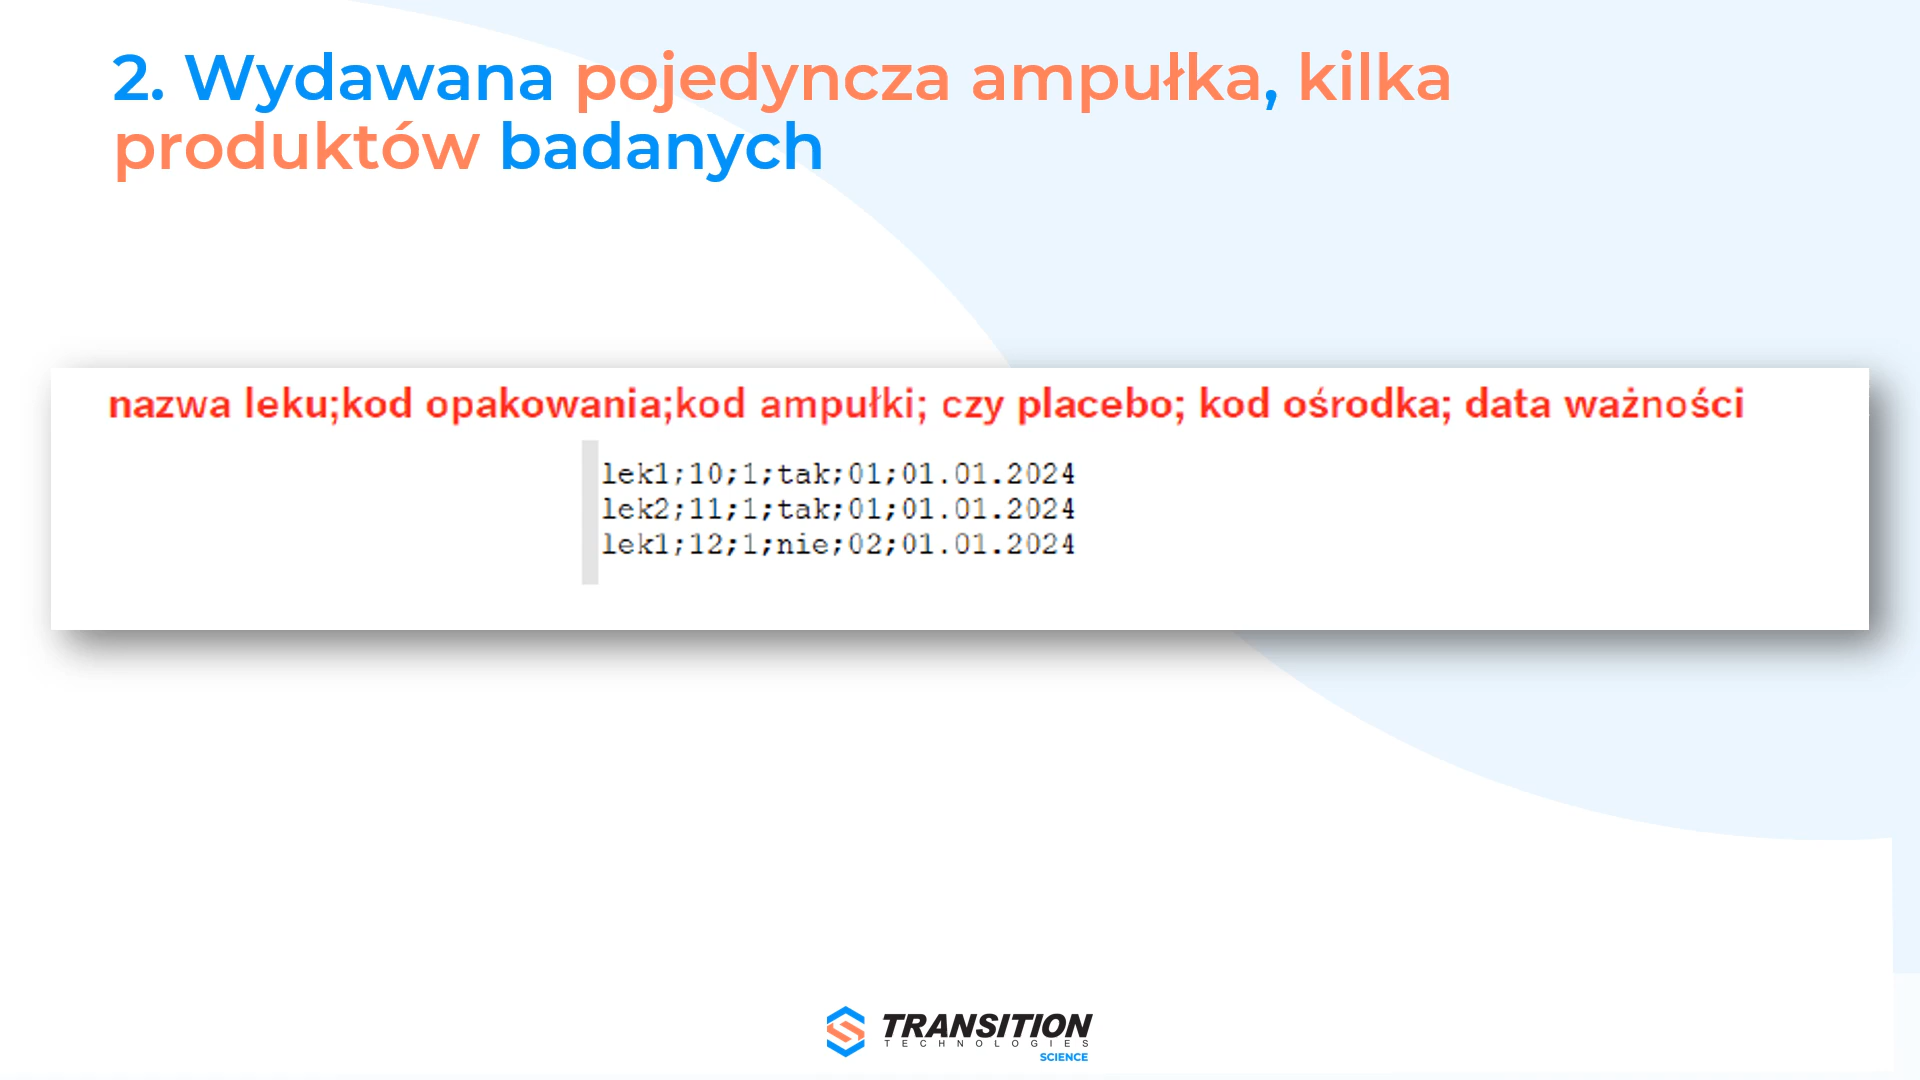 2. Wydawana pojedyncza ampułka, kilka
produktów badanych
nazwa leku;kod opakowania;kod ampułki; czy placebo; kod ośrodka; data ważności
lek1;10;1;tak;01;01.01.2024
lek2;11;1;tak;01;01.01.2024
lek1;12;1;nie;02;01.01.2024
TRANSITION
TECHNOLOGIES
SCIENCE